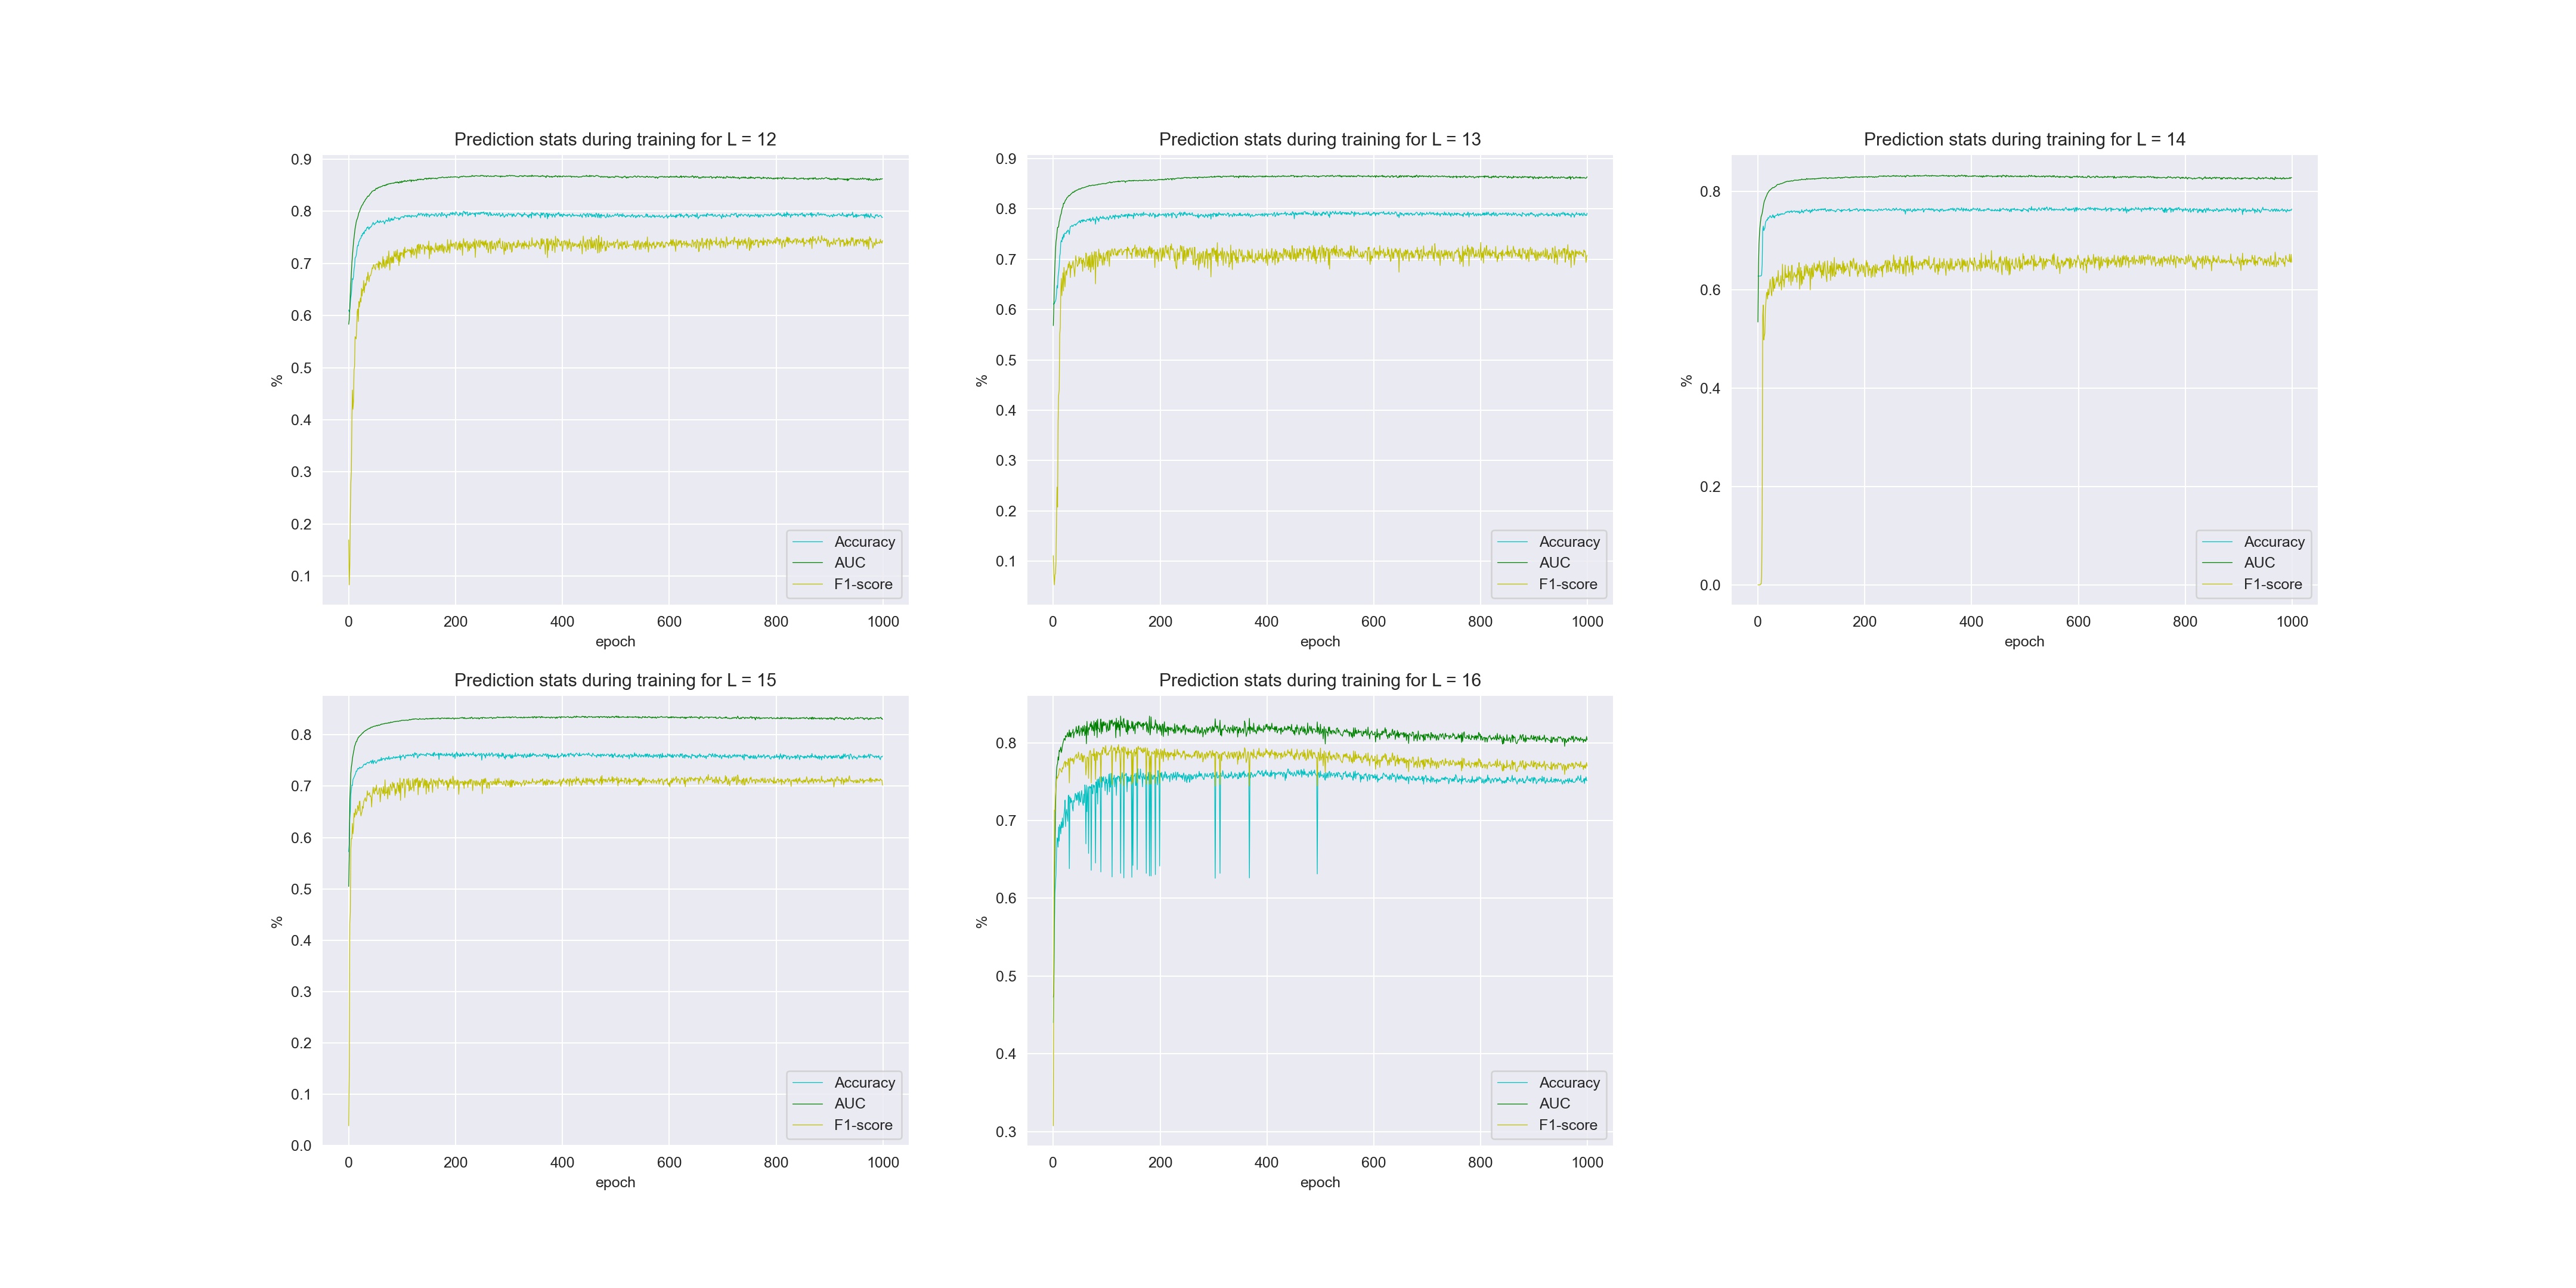 Prediction stats during training for L = 12
0.9
0.8
0.7
0.6
0.5
0.4
0.3
0.2
0.1
%
0 200 400 600 800 1000
epoch
Accuracy
AUC
F1-score
Prediction stats during training for L = 13
0.9
0.8
0.7
0.6
0.5
0.4
0.3
0.2
0.1
%
0 200 400 600 800 1000
epoch
Accuracy
AUC
F1-score
Prediction stats during training for L = 14
0.8
0.6
0.4
0.2
0.0
%
0 200 400 600 800 1000
epoch
Accuracy
AUC
F1-score
Prediction stats during training for L = 15
0.8
0.7
0.6
0.5
0.4
0.3
0.2
0.1
0.0
%
0 200 400 600 800 1000
epoch
Accuracy
AUC
F1-score
Prediction stats during training for L = 16
0.8
0.7
0.6
0.5
0.4
0.3
%
0 200 400 600 800 1000
epoch
Accuracy
AUC
F1-score